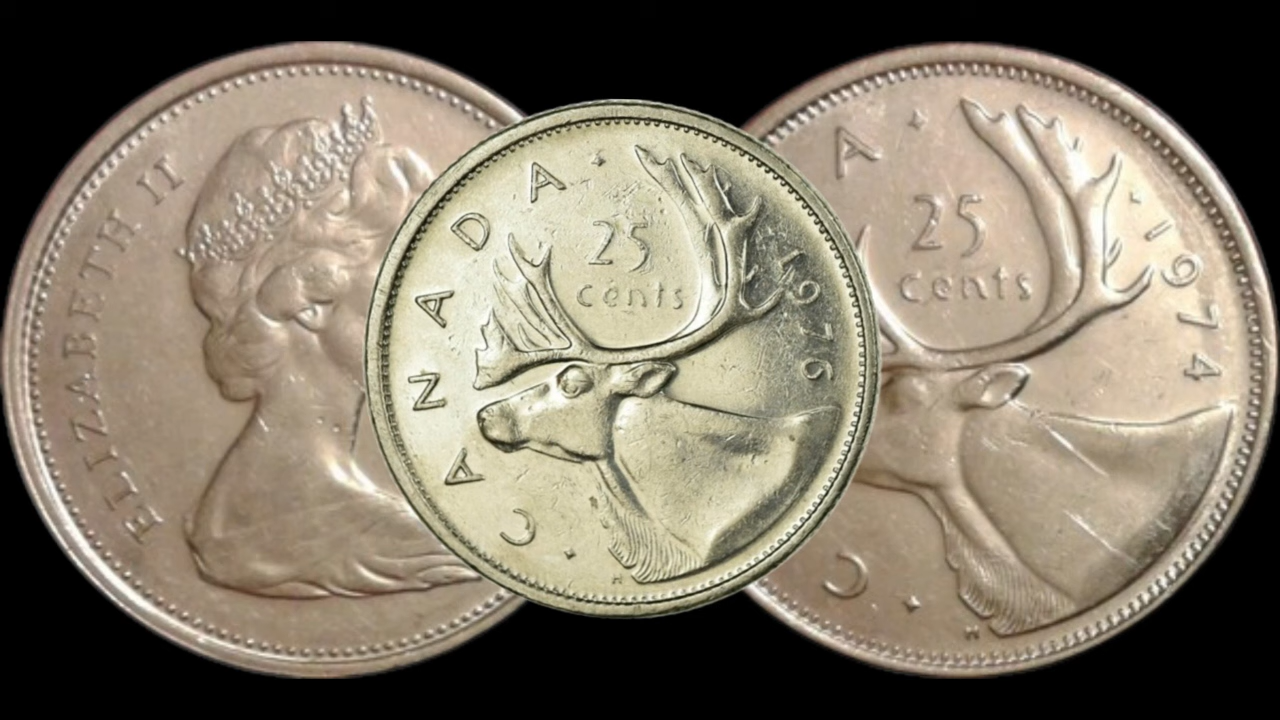 ELIZABETH II
CANADA
25
cents
1976
H
A
25
cents
1974
C
H